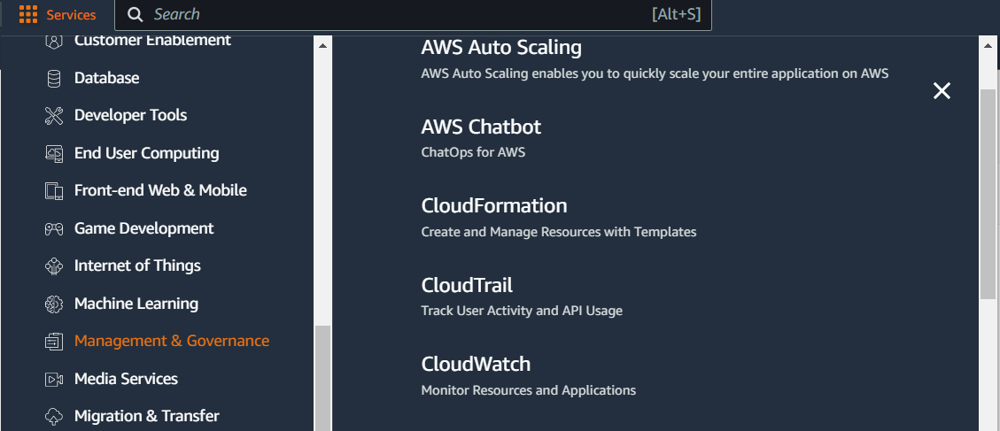 Services
Search
[Alt+S]
Customer Enablement
Database
Developer Tools
End User Computing
Front-end Web & Mobile
Game Development
Internet of Things
Machine Learning
Management & Governance
Media Services
Migration & Transfer
AWS Auto Scaling
AWS Auto Scaling enables you to quickly scale your entire application on AWS
AWS Chatbot
ChatOps for AWS
CloudFormation
Create and Manage Resources with Templates
CloudTrail
Track User Activity and API Usage
CloudWatch
Monitor Resources and Applications